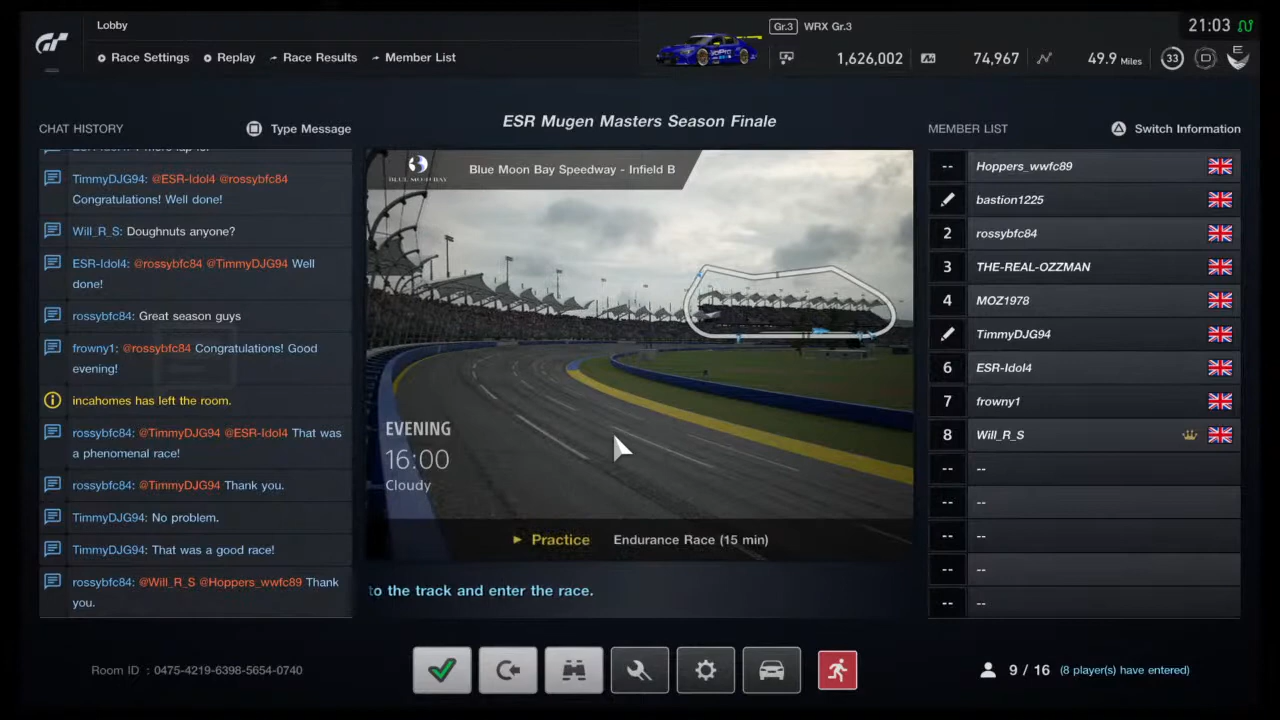 Lobby
Gr.3 WRX Gr.3
21:03
Race Settings Replay Race Results Member List
1,626,002 74,967 49.9 Miles 33 D E
ESR Mugen Masters Season Finale
CHAT HISTORY Type Message
MEMBER LIST Switch Information
TimmyDJG94: @ESR-Idol4 @rossybfc84
Congratulations! Well done!
Will_R_S: Doughnuts anyone?
ESR-Idol4: @rossybfc84 @TimmyDJG94 Well
done!
rossybfc84: Great season guys
frowny1: @rossybfc84 Congratulations! Good
evening!
incahomes has left the room.
rossybfc84: @TimmyDJG94 @ESR-Idol4 That was
a phenomenal race!
rossybfc84: @TimmyDJG94 Thank you.
TimmyDJG94: No problem.
TimmyDJG94: That was a good race!
rossybfc84: @Will_R_S @Hoppers_wwfc89 Thank
you.
BLUE MOON BAY
Blue Moon Bay Speedway - Infield B
EVENING
16:00
Cloudy
Practice Endurance Race (15 min)
to the track and enter the race.
-- Hoppers_wwfc89
bastion1225
2 rossybfc84
3 THE-REAL-OZZMAN
4 MOZ1978
TimmyDJG94
6 ESR-Idol4
7 frowny1
8 Will_R_S
-- --
-- --
-- --
-- --
-- --
Room ID : 0475-4219-6398-5654-0740
9 / 16 (8 player(s) have entered)